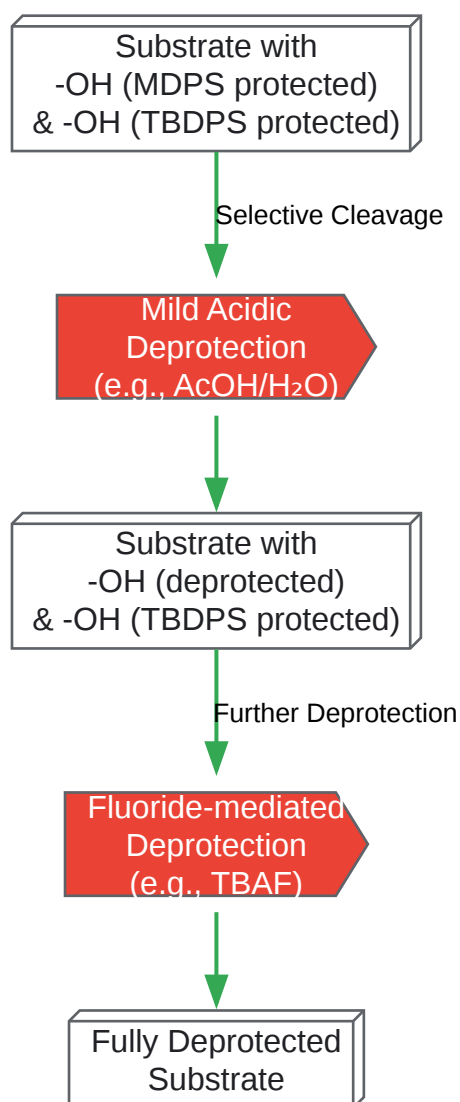 Substrate with
-OH (MDPS protected)
& -OH (TBDPS protected)
Selective Cleavage
Mild Acidic
Deprotection
(e.g., AcOH/H₂O)
Substrate with
-OH (deprotected)
& -OH (TBDPS protected)
Further Deprotection
Fluoride-mediated
Deprotection
(e.g., TBAF)
Fully Deprotected
Substrate